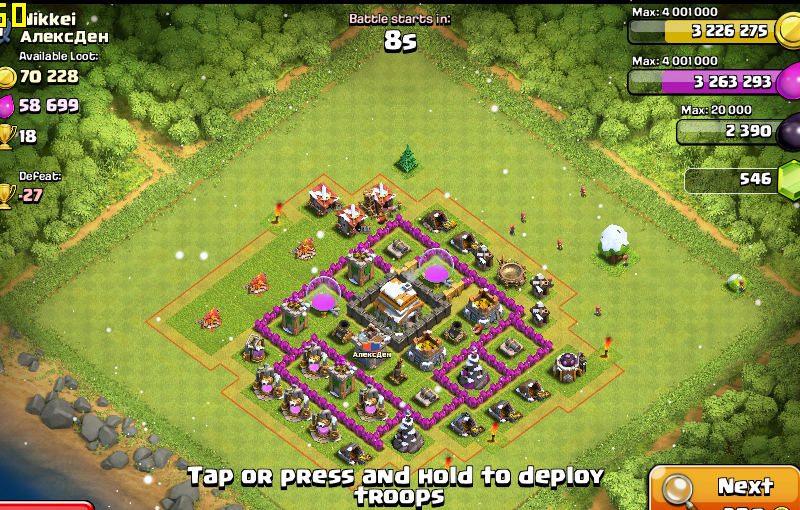 Nikkei
АлексДен
Available Loot:
70 228
58 699
18
Defeat:
-27
Battle starts in:
8s
Max: 4 001 000
3 226 275
Max: 4 001 000
3 263 293
Max: 20 000
2 390
546
АлексДен
Tap or press and hold to deploy
troops
Next